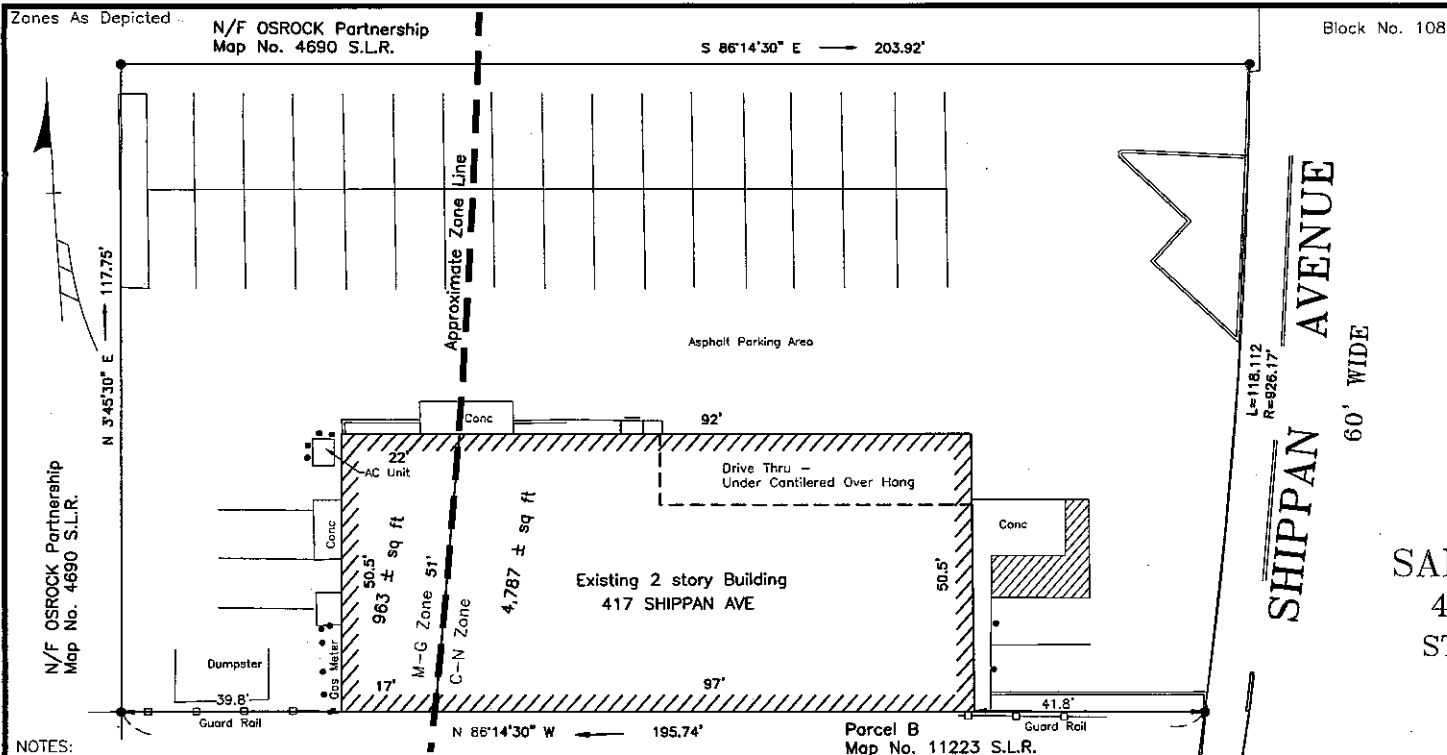 Zones As Depicted
N/F OSROCK Partnership
Map No. 4690 S.L.R.
S 86°14'30" E 203.92'
Block No. 108
N 3°45'30" E 117.75'
Approximate Zone Line
Asphalt Parking Area
SHIPPAN AVENUE
60' WIDE
L=118.112
R=926.17'
Conc
92'
22'
AC Unit
Drive Thru –
Under Cantilered Over Hang
Conc
Conc
N/F OSROCK Partnership
Map No. 4690 S.L.R.
50.5'
963 ± sq ft
M-G Zone 51'
C-N Zone
4,787 ± sq ft
Existing 2 story Building
417 SHIPPAN AVE
50.5'
Dumpster
Gas Meter
39.8'
Guard Rail
17'
97'
41.8'
Guard Rail
N 86°14'30" W 195.74'
Parcel B
Map No. 11223 S.L.R.
NOTES: